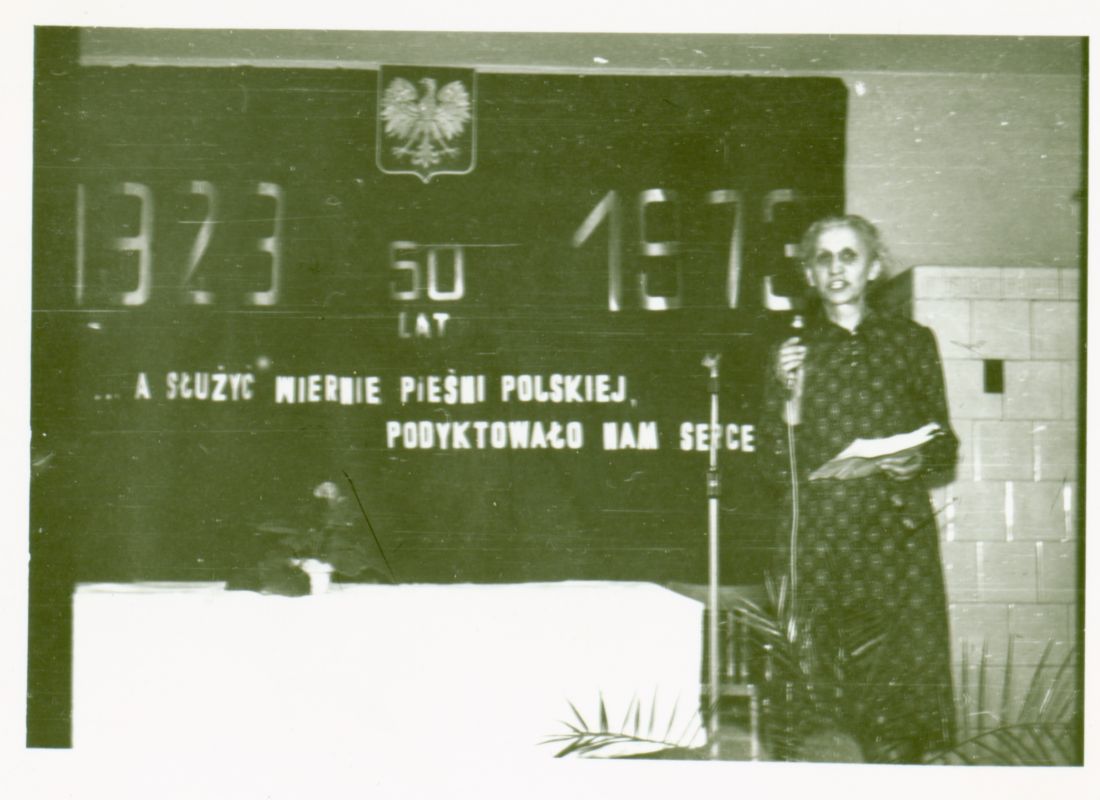 1923 1973
50
LAT
... A SŁUŻYĆ WIERNIE PIEŚNI POLSKIEJ,
PODYKTOWAŁO NAM SERCE